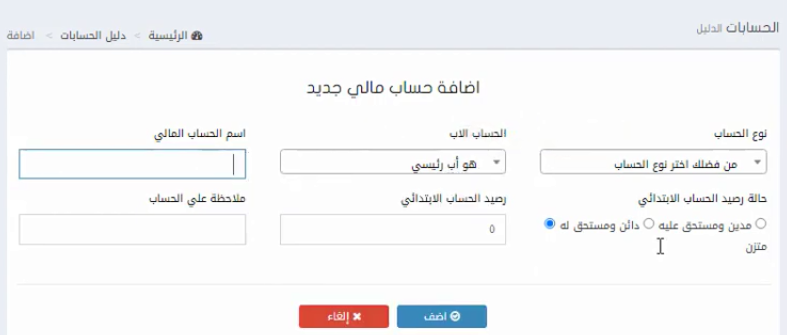 الحسابات الدليل
الرئيسية > دليل الحسابات > اضافة
اضافة حساب مالي جديد
نوع الحساب
الحساب الاب
اسم الحساب المالي
من فضلك اختر نوع الحساب
هو أب رئيسي
حالة رصيد الحساب الابتدائي
رصيد الحساب الابتدائي
ملاحظة علي الحساب
مدين ومستحق عليه دائن ومستحق له
متزن
0
اضف
إلغاء